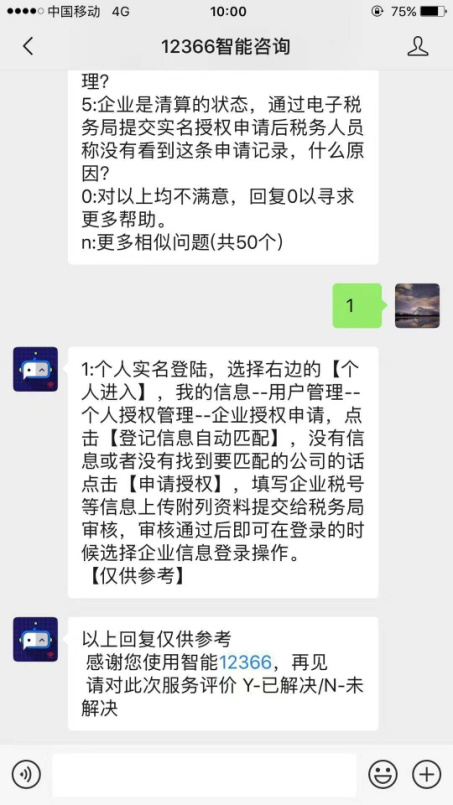 中国移动 4G 10:00 75%
12366智能咨询
理?
5:企业是清算的状态，通过电子税
务局提交实名授权申请后税务人员
称没有看到这条申请记录，什么原
因?
0:对以上均不满意，回复0以寻求
更多帮助。
n:更多相似问题(共50个)
1
1:个人实名登陆，选择右边的【个
人进入】，我的信息--用户管理--
个人授权管理--企业授权申请，点
击【登记信息自动匹配】，没有信
息或者没有找到要匹配的公司的话
点击【申请授权】，填写企业税号
等信息上传附列资料提交给税务局
审核，审核通过后即可在登录的时
候选择企业信息登录操作。
【仅供参考】
以上回复仅供参考
感谢您使用智能12366，再见
请对此次服务评价 Y-已解决/N-未
解决